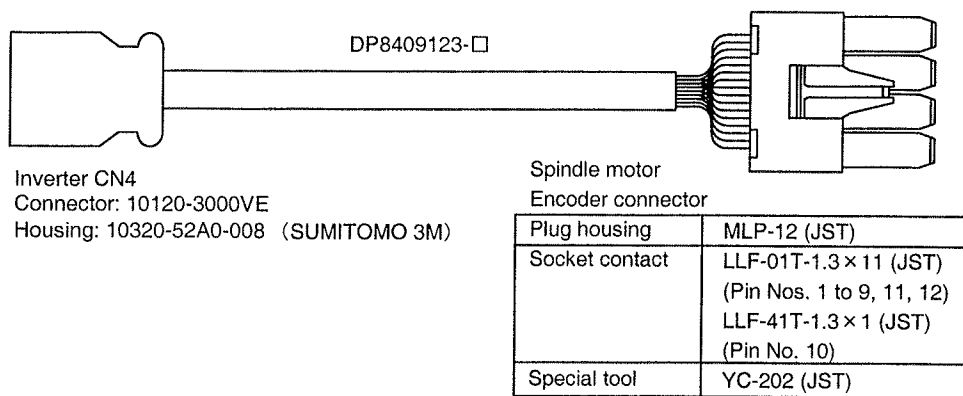 DP8409123-□
Inverter CN4
Connector: 10120-3000VE
Housing: 10320-52A0-008 (SUMITOMO 3M)
Spindle motor
Encoder connector
Plug housing MLP-12 (JST)
Socket contact LLF-01T-1.3×11 (JST)
(Pin Nos. 1 to 9, 11, 12)
LLF-41T-1.3×1 (JST)
(Pin No. 10)
Special tool YC-202 (JST)